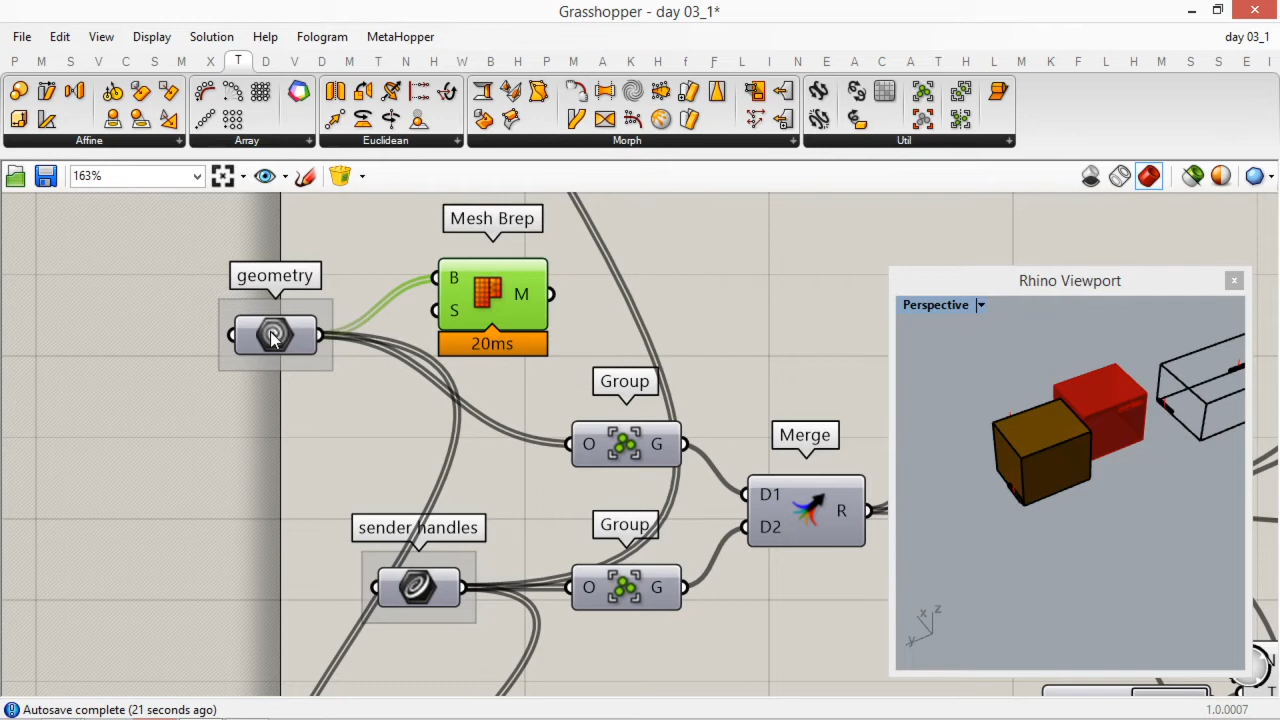 Grasshopper - day 03_1*
File Edit View Display Solution Help Fologram MetaHopper day 03_1
P M S V C S I M X T D V T M T R V H W B H P M A K H F D L U N A E L X T H L P M K D M P S S V A E I
Affine Array Euclidean Morph Util
163%
Mesh Brep
geometry
B M
S
20ms
Group
O G
Merge
D1
R
D2
sender handles
Group
O G
Rhino Viewport x
Perspective
x z
y
N
T
Autosave complete (21 seconds ago) 1.0.0007